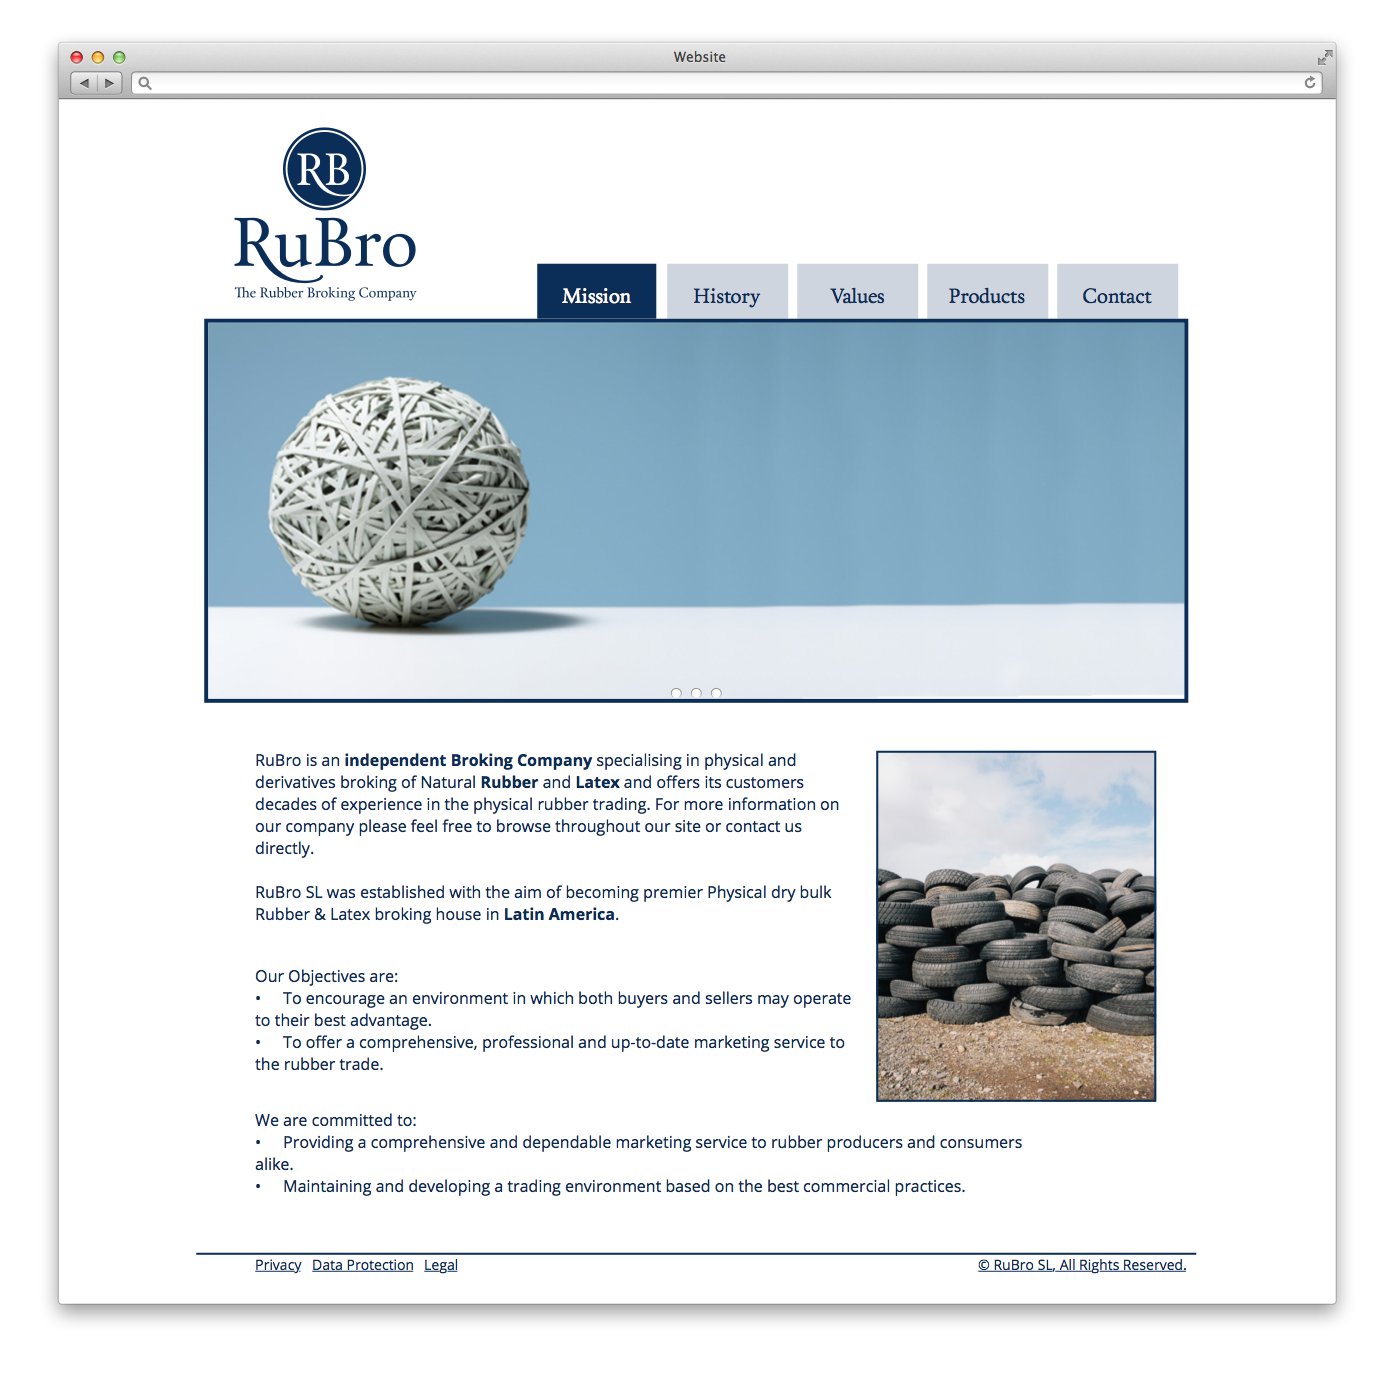 Website
RB
RuBro
The Rubber Broking Company
Mission History Values Products Contact
RuBro is an independent Broking Company specialising in physical and
derivatives broking of Natural Rubber and Latex and offers its customers
decades of experience in the physical rubber trading. For more information on
our company please feel free to browse throughout our site or contact us
directly.
RuBro SL was established with the aim of becoming premier Physical dry bulk
Rubber & Latex broking house in Latin America.
Our Objectives are:
• To encourage an environment in which both buyers and sellers may operate
to their best advantage.
• To offer a comprehensive, professional and up-to-date marketing service to
the rubber trade.
We are committed to:
• Providing a comprehensive and dependable marketing service to rubber producers and consumers
alike.
• Maintaining and developing a trading environment based on the best commercial practices.
Privacy Data Protection Legal © RuBro SL, All Rights Reserved.